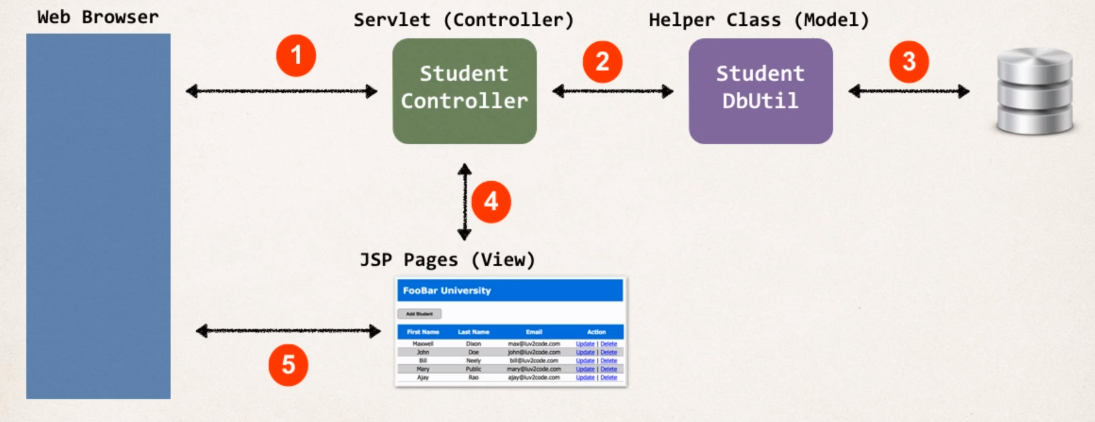 Web Browser
Servlet (Controller)
Helper Class (Model)
1
2
3
Student
Controller
Student
DbUtil
4
JSP Pages (View)
FooBar University
Add Student
First Name Last Name Email Action
Maxwell Dixon max@luv2code.com Update | Delete
John Doe john@luv2code.com Update | Delete
Bill Neely bill@luv2code.com Update | Delete
Mary Public mary@luv2code.com Update | Delete
Ajay Rao ajay@luv2code.com Update | Delete
5